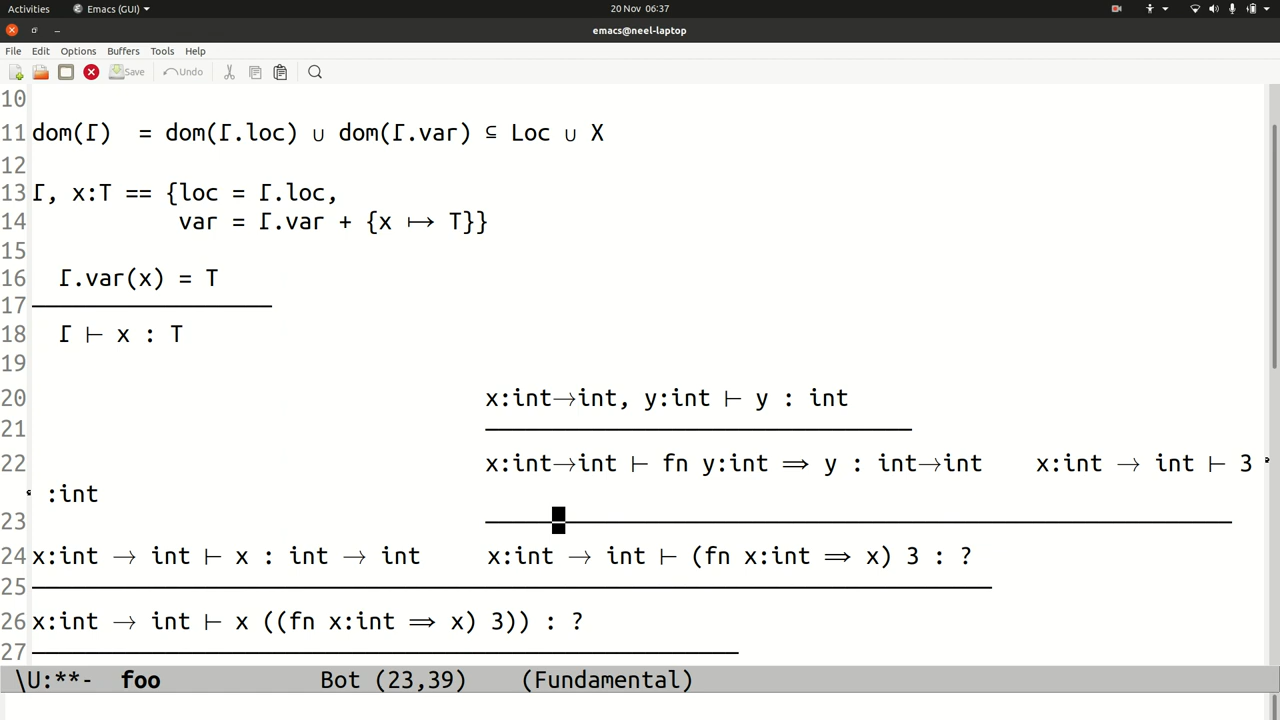 Activities Emacs (GUI) 20 Nov 06:37
emacs@neel-laptop
File Edit Options Buffers Tools Help
Save Undo
10
11 dom(Γ) = dom(Γ.loc) ∪ dom(Γ.var) ⊆ Loc ∪ X
12
13 Γ, x:T == {loc = Γ.loc,
14 var = Γ.var + {x ↦ T}}
15
16 Γ.var(x) = T
17 ──────────────────
18 Γ ⊢ x : T
19
20 x:int→int, y:int ⊢ y : int
21 ────────────────────────────────
22 x:int→int ⊢ fn y:int ⟹ y : int→int x:int → int ⊢ 3
:int
23 ────────────────────────────────────────────────────────
24 x:int → int ⊢ x : int → int x:int → int ⊢ (fn x:int ⟹ x) 3 : ?
25 ────────────────────────────────────────────────────────────────────────
26 x:int → int ⊢ x ((fn x:int ⟹ x) 3)) : ?
27 ─────────────────────────────────────────────────────
\U:**- foo Bot (23,39) (Fundamental)